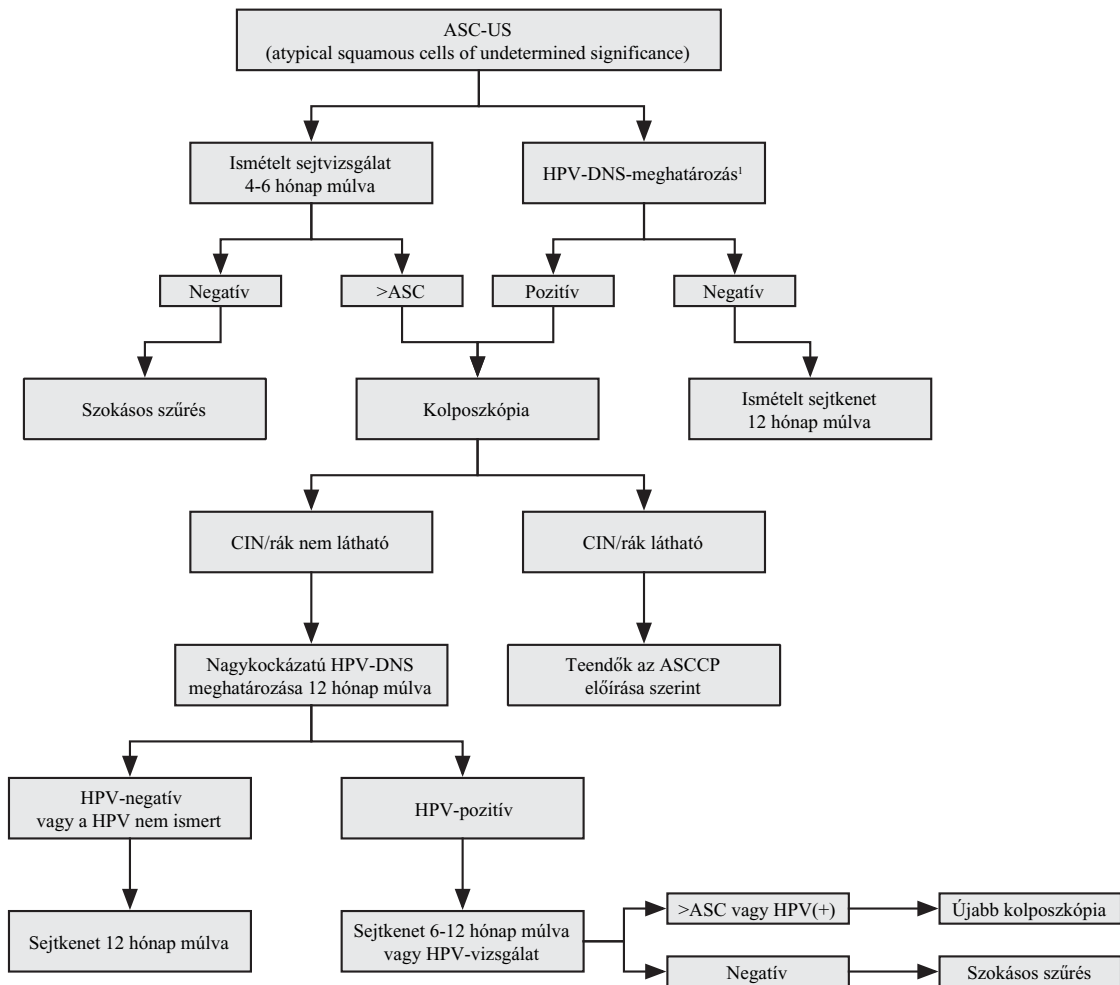 ASC-US
(atypical squamous cells of undetermined significance)
Ismételt sejtvizsgálat
4-6 hónap múlva
HPV-DNS-meghatározás¹
Negatív
>ASC
Pozitív
Negatív
Szokásos szűrés
Kolposzkópia
Ismételt sejtkenet
12 hónap múlva
CIN/rák nem látható
CIN/rák látható
Nagykockázatú HPV-DNS
meghatározása 12 hónap múlva
Teendők az ASCCP
előírása szerint
HPV-negatív
vagy a HPV nem ismert
HPV-pozitív
Sejtkenet 12 hónap múlva
Sejtkenet 6-12 hónap múlva
vagy HPV-vizsgálat
>ASC vagy HPV(+)
Újabb kolposzkópia
Negatív
Szokásos szűrés